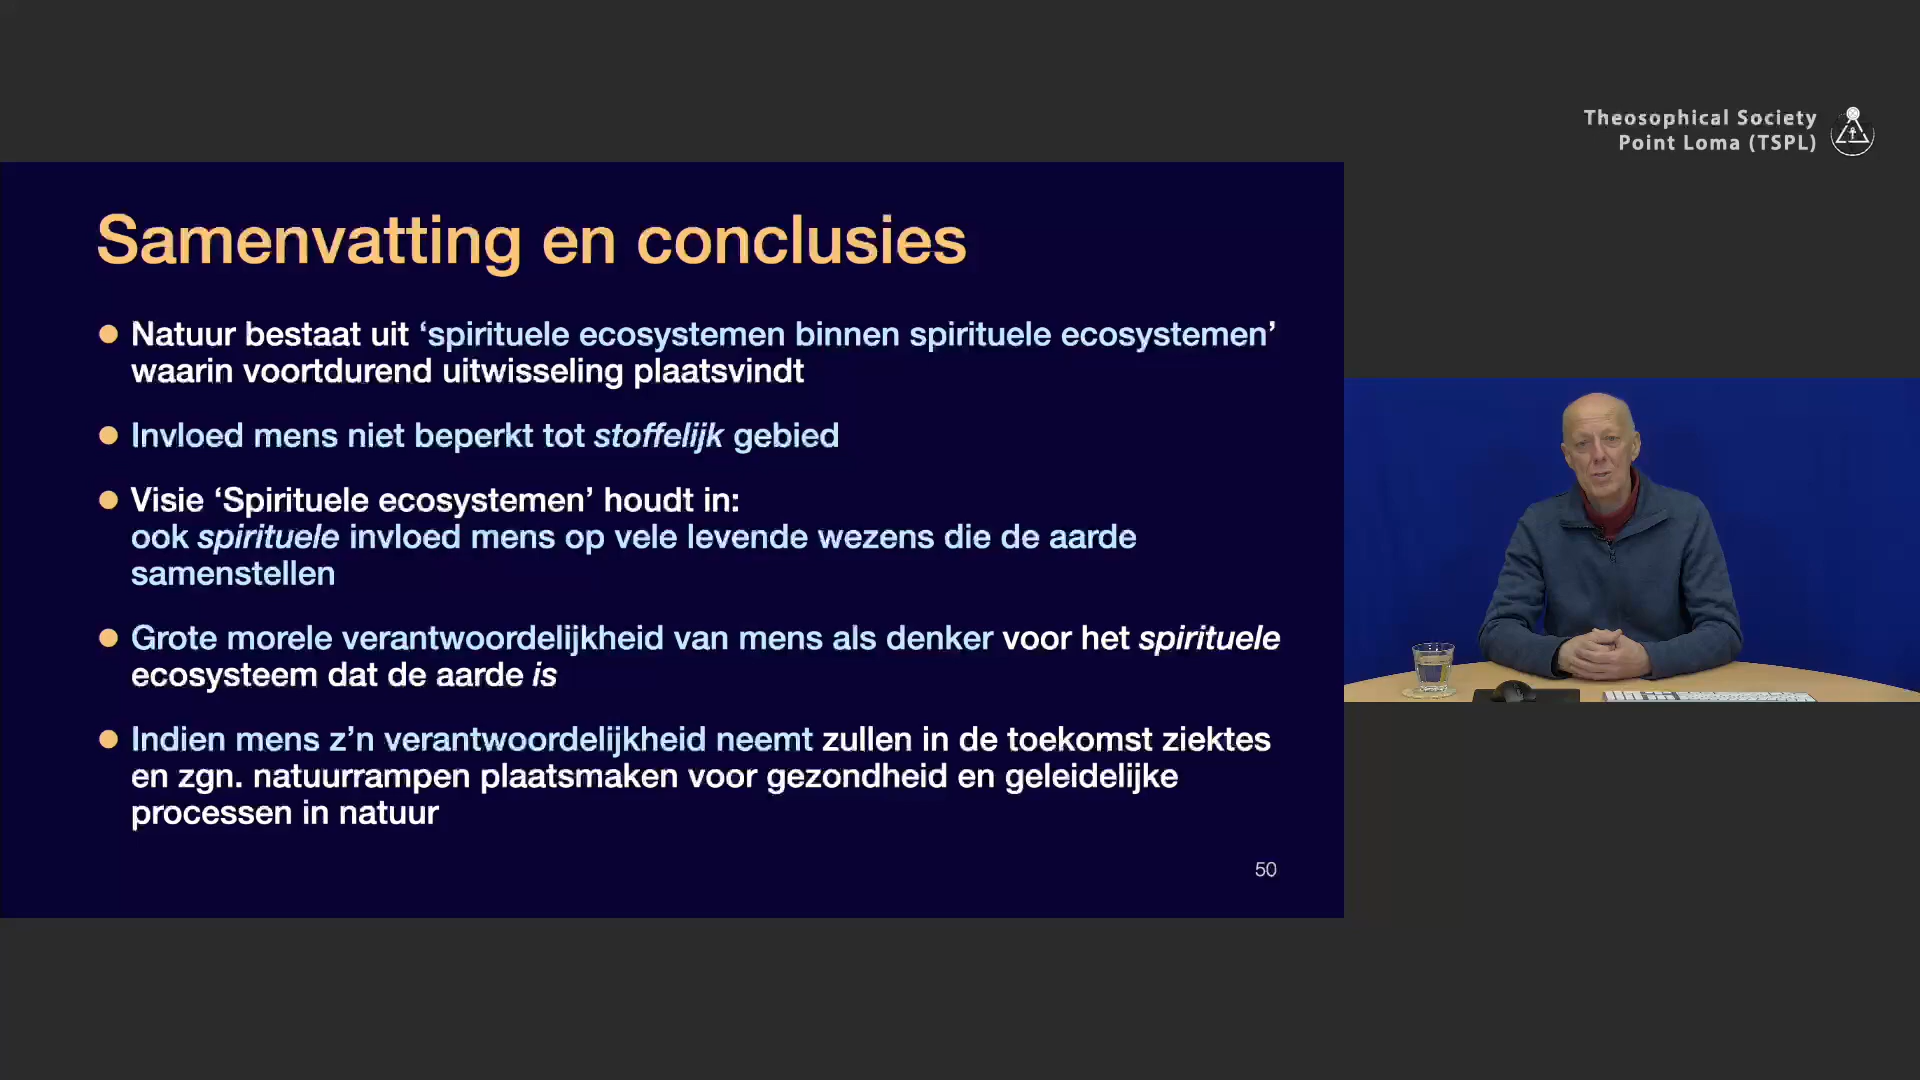 Theosophical Society
Point Loma (TSPL)
Samenvatting en conclusies
Natuur bestaat uit ‘spirituele ecosystemen binnen spirituele ecosystemen’
waarin voortdurend uitwisseling plaatsvindt
Invloed mens niet beperkt tot stoffelijk gebied
Visie ‘Spirituele ecosystemen’ houdt in:
ook spirituele invloed mens op vele levende wezens die de aarde
samenstellen
Grote morele verantwoordelijkheid van mens als denker voor het spirituele
ecosysteem dat de aarde is
Indien mens z’n verantwoordelijkheid neemt zullen in de toekomst ziektes
en zgn. natuurrampen plaatsmaken voor gezondheid en geleidelijke
processen in natuur
50